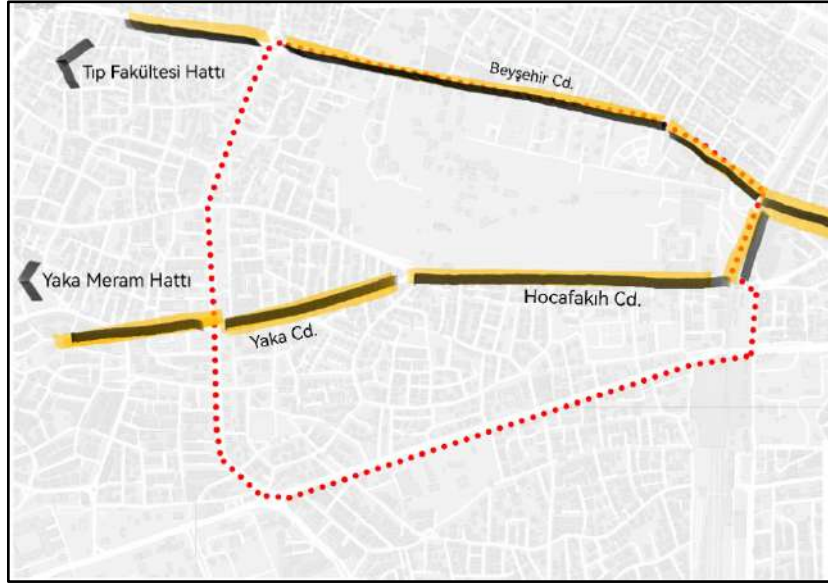 Beyşehir Cd.
Tıp Fakültesi Hattı
Yaka Meram Hattı
Hocafakıh Cd.
Yaka Cd.